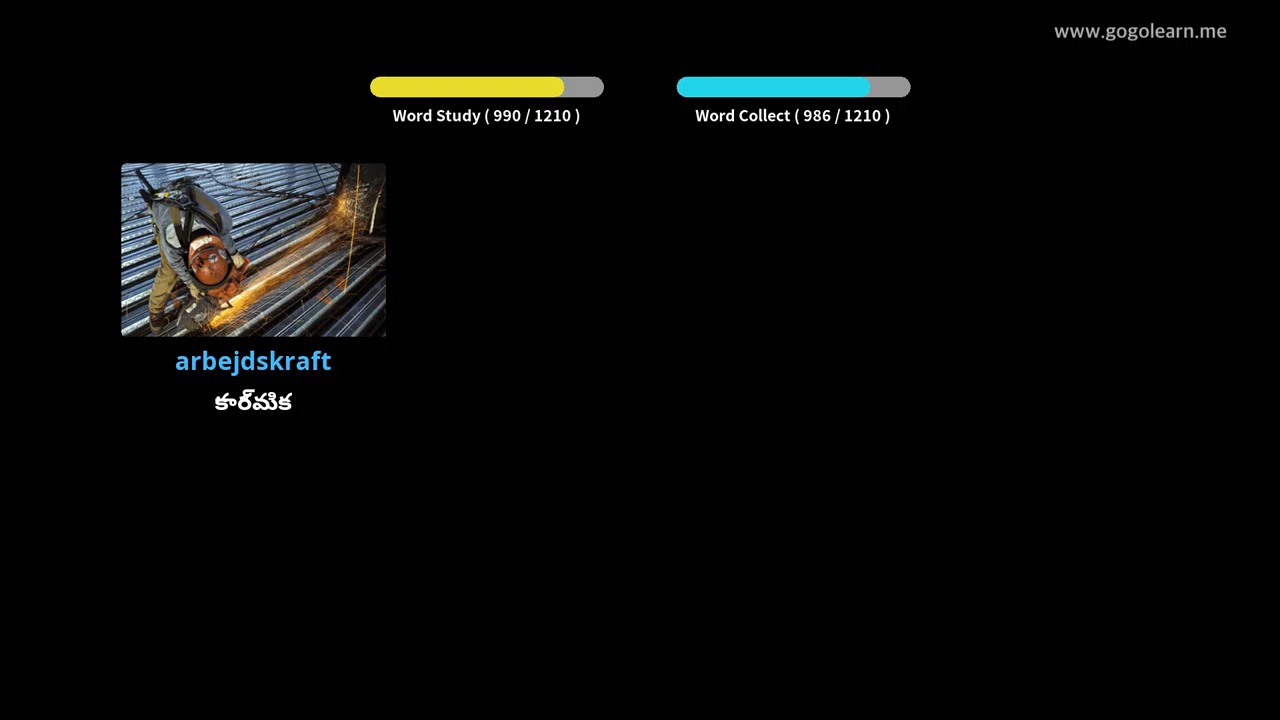 www.gogolearn.me
Word Study ( 990 / 1210 )
Word Collect ( 986 / 1210 )
arbejdskraft
కార్‌మిక